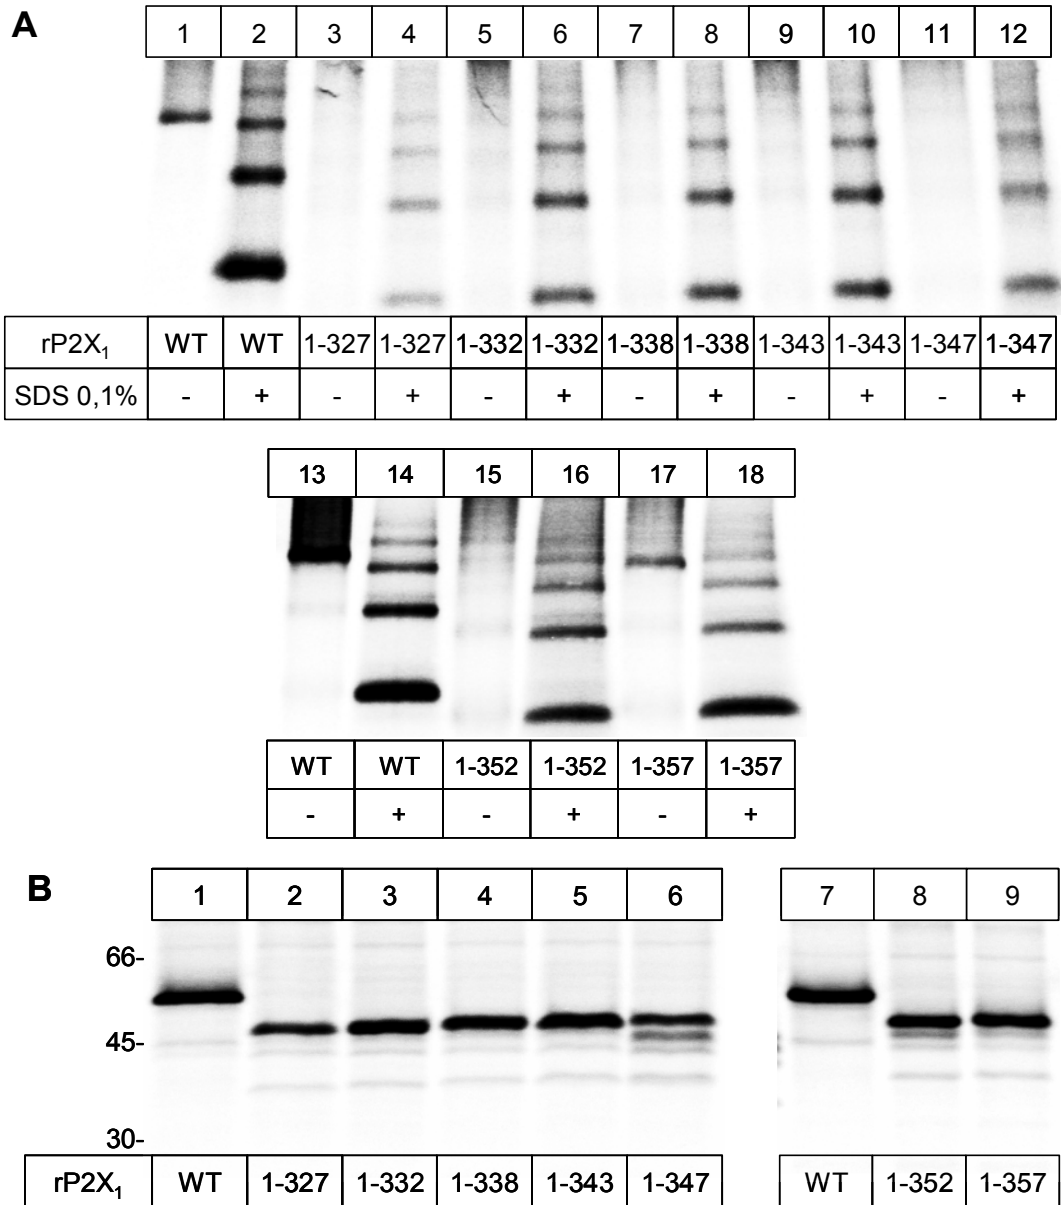 A
1 2 3 4 5 6 7 8 9 10 11 12
rP2X1 WT WT 1-327 1-327 1-332 1-332 1-338 1-338 1-343 1-343 1-347 1-347
SDS 0,1% - + - + - + - + - + - +
13 14 15 16 17 18
WT WT 1-352 1-352 1-357 1-357
- + - + - +
B
1 2 3 4 5 6 7 8 9
66-
45-
30-
rP2X1 WT 1-327 1-332 1-338 1-343 1-347 WT 1-352 1-357